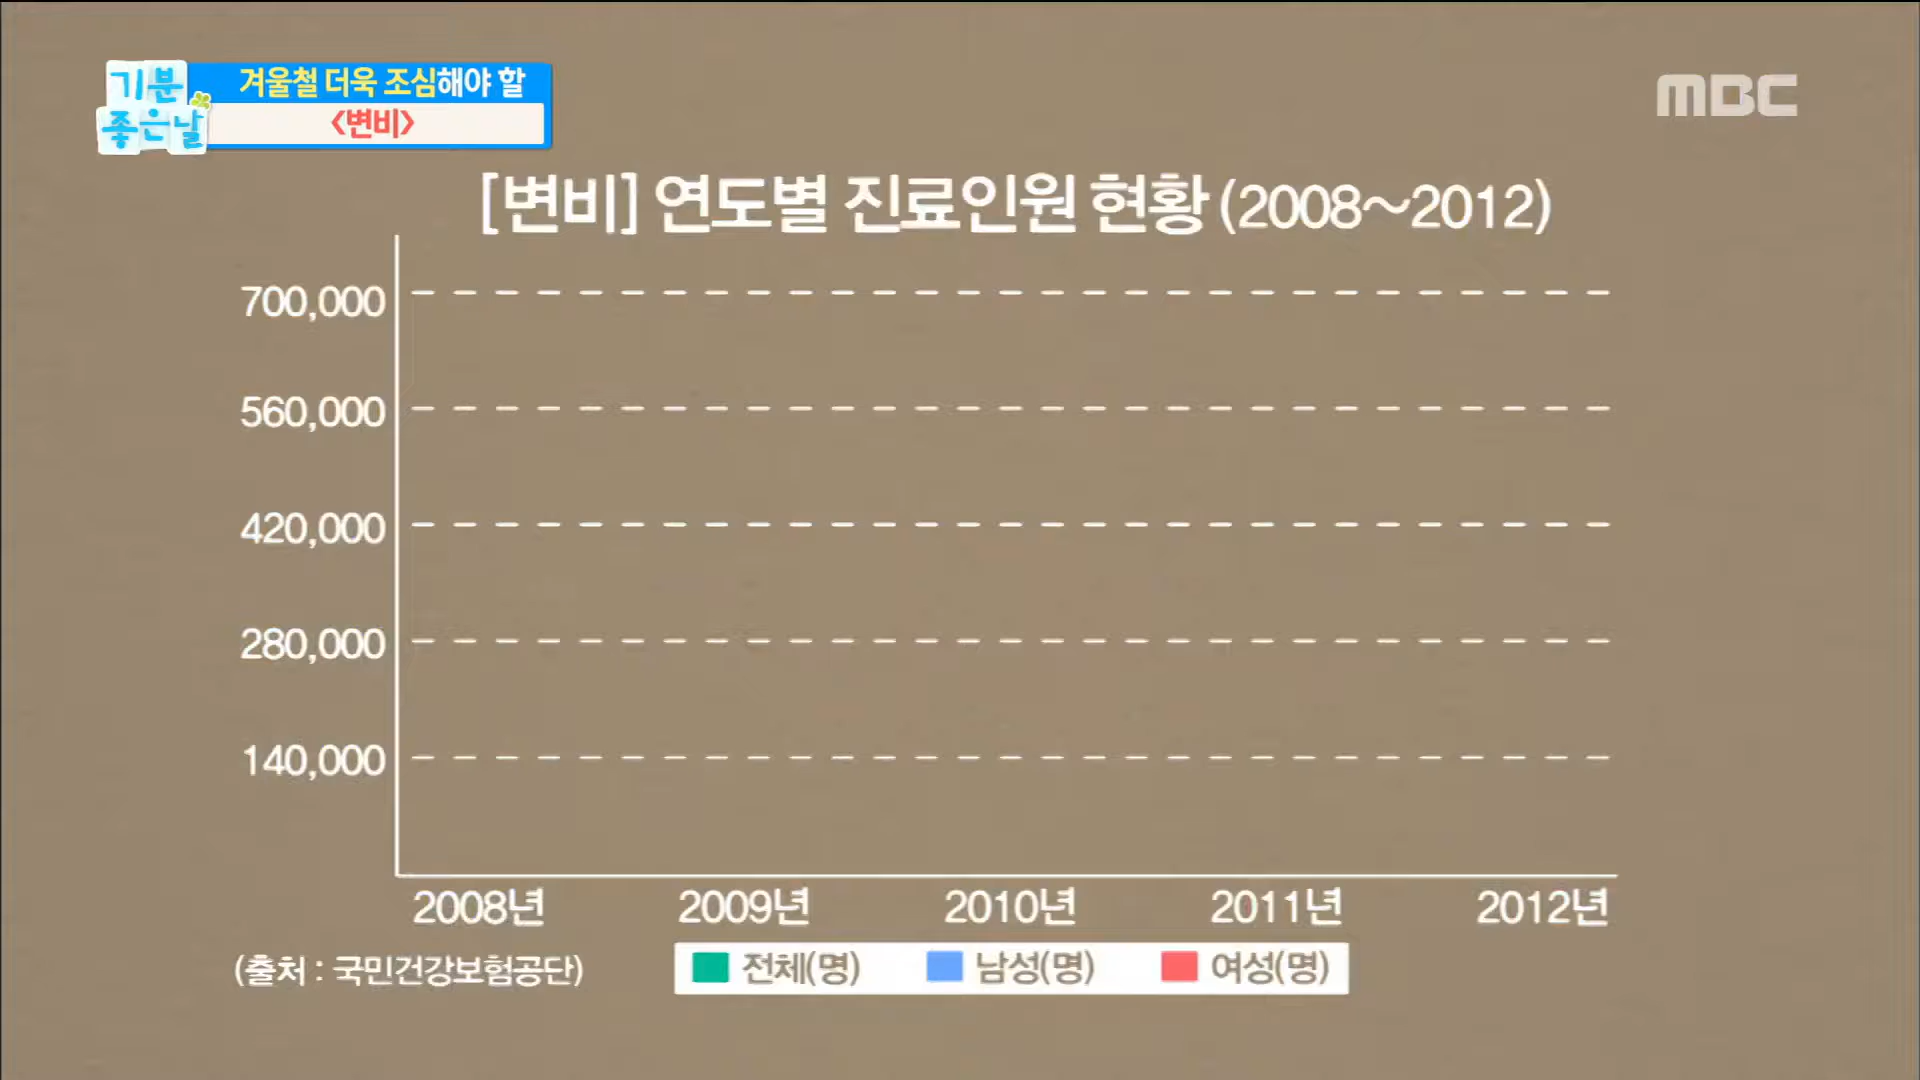 기분
좋은날
겨울철 더욱 조심해야 할
<변비>
MBC
[변비] 연도별 진료인원 현황 (2008~2012)
700,000
560,000
420,000
280,000
140,000
2008년 2009년 2010년 2011년 2012년
(출처 : 국민건강보험공단)
전체(명) 남성(명) 여성(명)